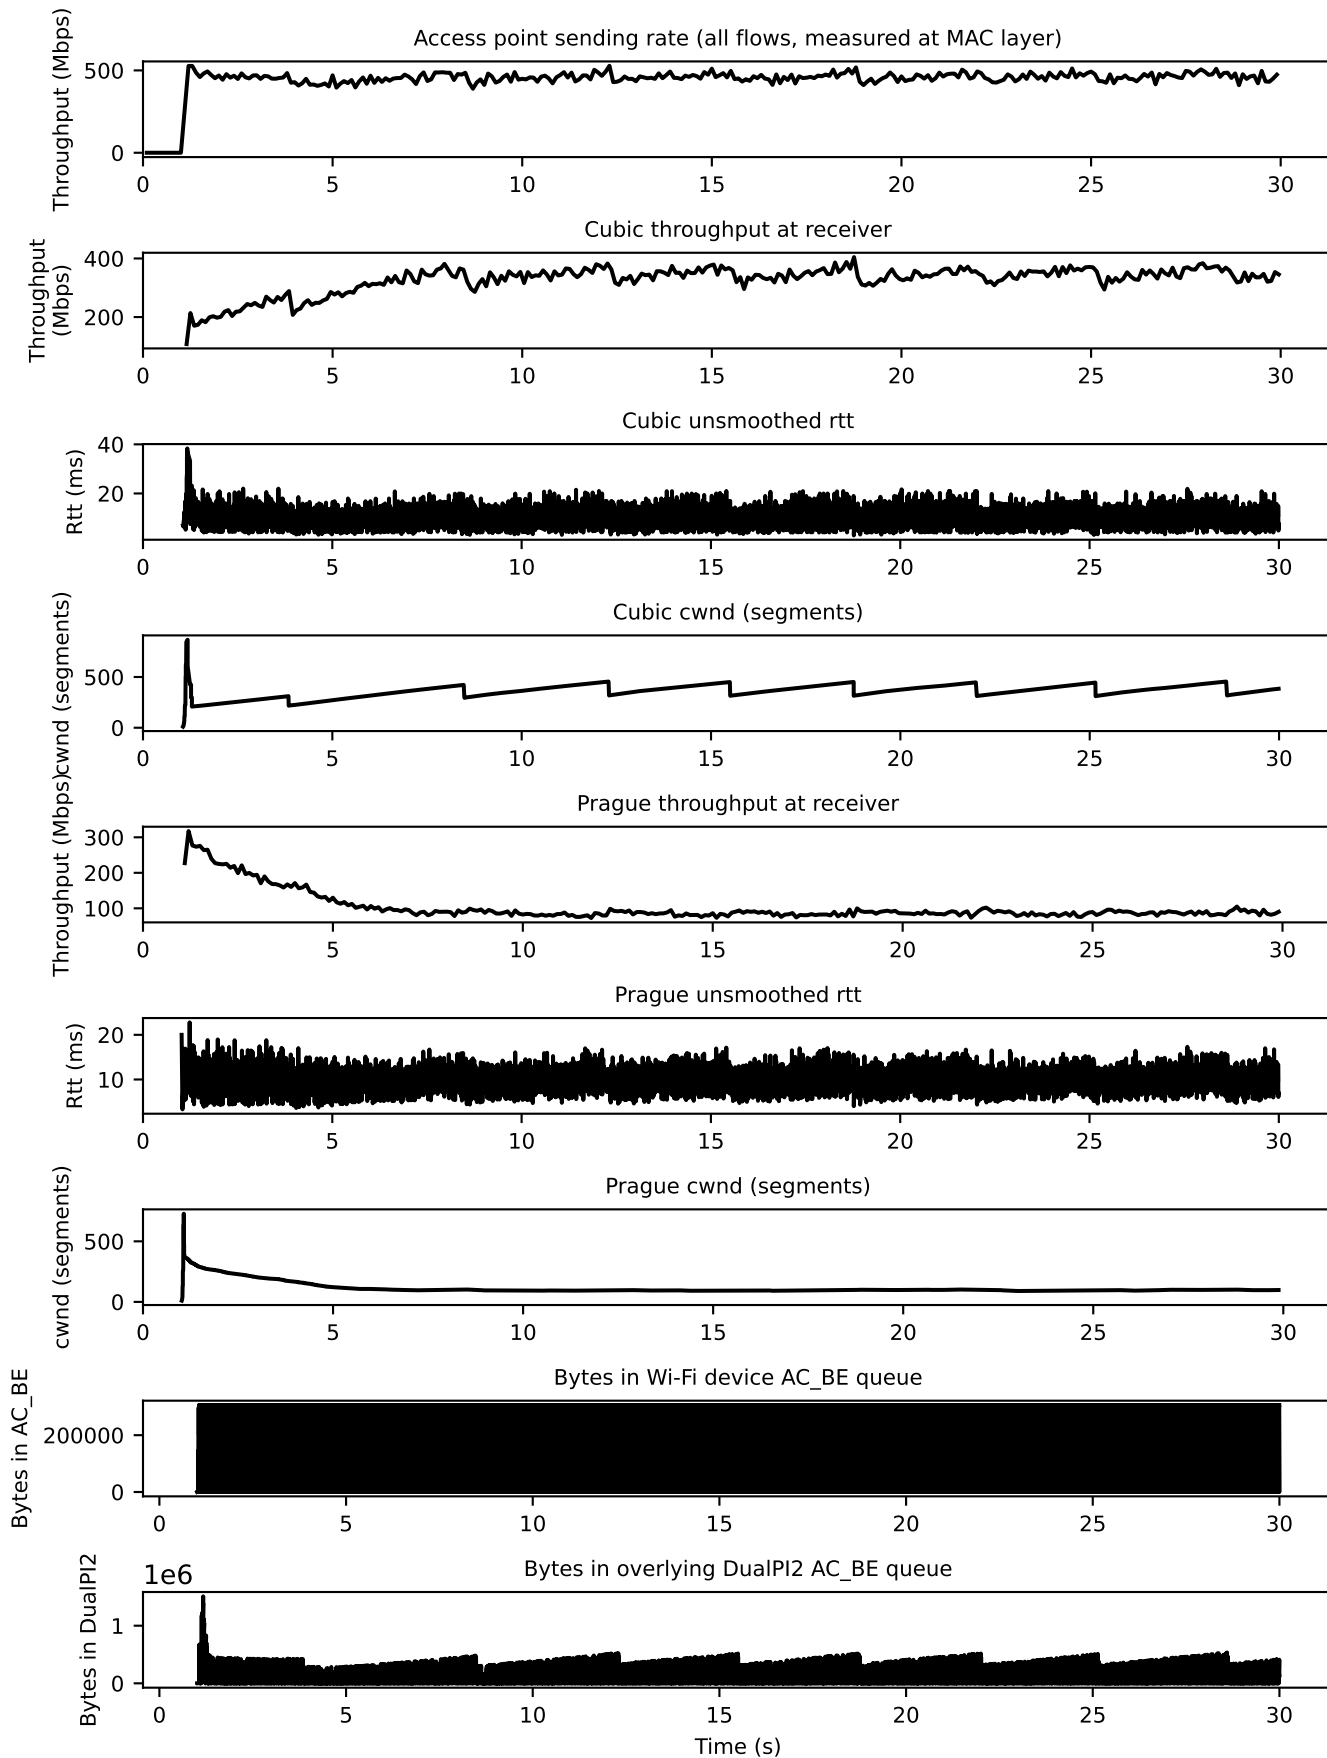 Access point sending rate (all flows, measured at MAC layer)
Throughput (Mbps)
500
0
0 5 10 15 20 25 30
Cubic throughput at receiver
Throughput
(Mbps)
400
200
0 5 10 15 20 25 30
Cubic unsmoothed rtt
Rtt (ms)
40
20
0 5 10 15 20 25 30
Cubic cwnd (segments)
cwnd (segments)
500
0
0 5 10 15 20 25 30
Prague throughput at receiver
Throughput (Mbps)
300
200
100
0 5 10 15 20 25 30
Prague unsmoothed rtt
Rtt (ms)
20
10
0 5 10 15 20 25 30
Prague cwnd (segments)
cwnd (segments)
500
0
0 5 10 15 20 25 30
Bytes in Wi-Fi device AC_BE queue
Bytes in AC_BE
200000
0
0 5 10 15 20 25 30
Bytes in overlying DualPI2 AC_BE queue
Bytes in DualPI2
1e6
1
0
0 5 10 15 20 25 30
Time (s)